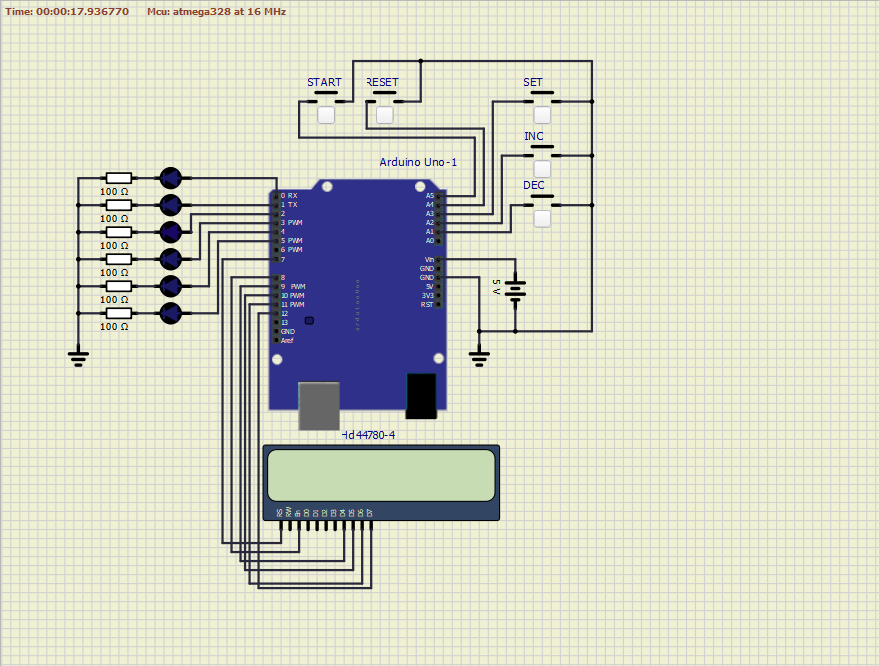 Time: 00:00:17.936770 Mcu: atmega328 at 16 MHz
START RESET SET
INC
Arduino Uno-1
DEC
100 Ω
100 Ω
100 Ω
100 Ω
100 Ω
100 Ω
0 RX
1 TX
2
3 PWM
4
5 PWM
6 PWM
7
8
9 PWM
10 PWM
11 PWM
12
13
GND
Aref
A5
A4
A3
A2
A1
A0
Vin
GND
GND
5V
3V3
RST
arduino Uno
5 V
Hd44780-4
RS RW En D0 D1 D2 D3 D4 D5 D6 D7